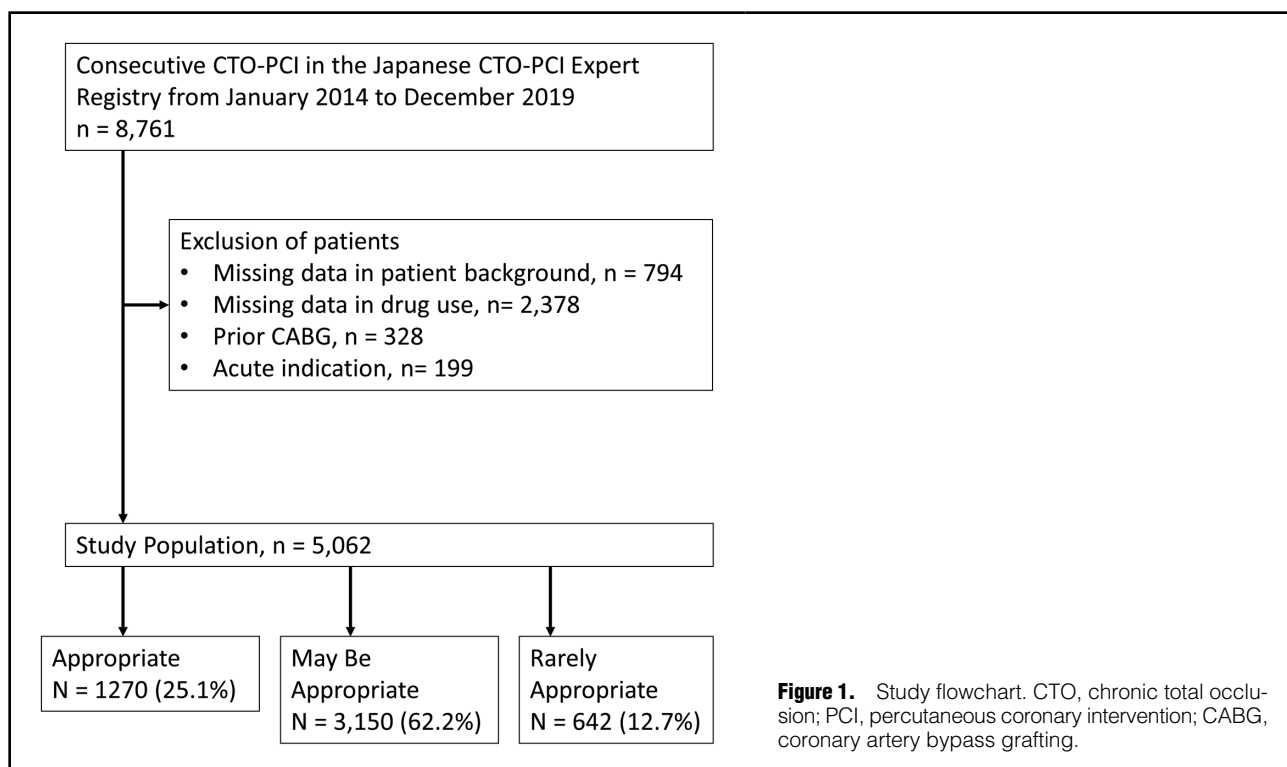 Consecutive CTO-PCI in the Japanese CTO-PCI Expert
Registry from January 2014 to December 2019
n = 8,761
Exclusion of patients
• Missing data in patient background, n = 794
• Missing data in drug use, n= 2,378
• Prior CABG, n = 328
• Acute indication, n= 199
Study Population, n = 5,062
Appropriate
N = 1270 (25.1%)
May Be
Appropriate
N = 3,150 (62.2%)
Rarely
Appropriate
N = 642 (12.7%)
Figure 1. Study flowchart. CTO, chronic total occlu-
sion; PCI, percutaneous coronary intervention; CABG,
coronary artery bypass grafting.